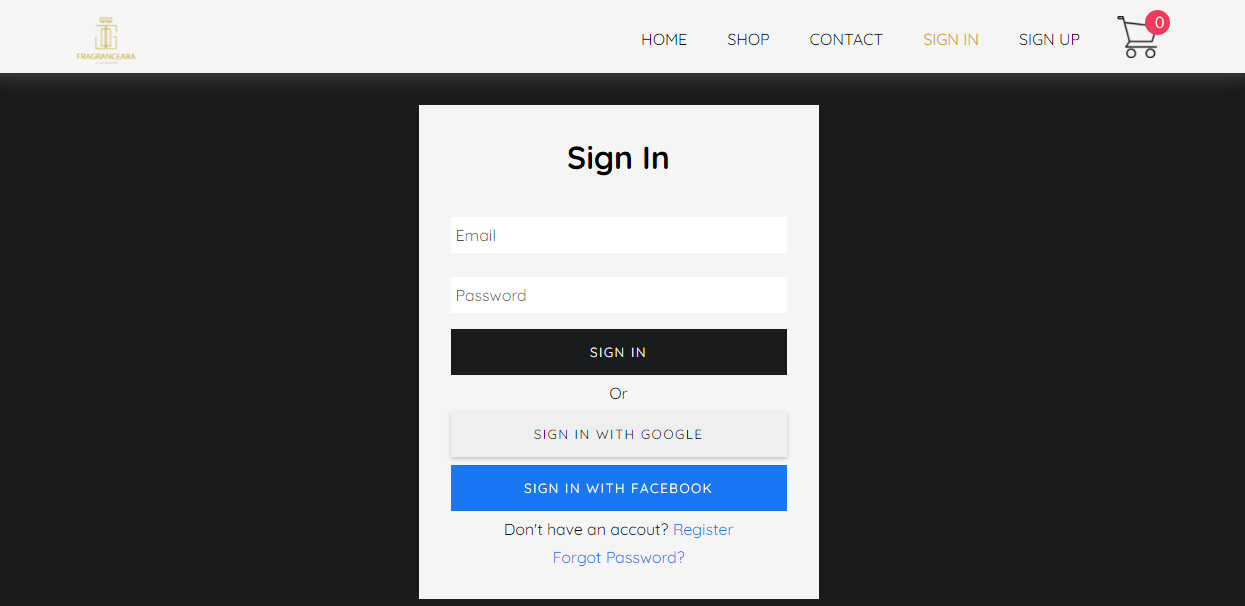 FRAGRANCEARA
HOME SHOP CONTACT SIGN IN SIGN UP 0
Sign In
Email
Password
SIGN IN
Or
SIGN IN WITH GOOGLE
SIGN IN WITH FACEBOOK
Don't have an accout? Register
Forgot Password?